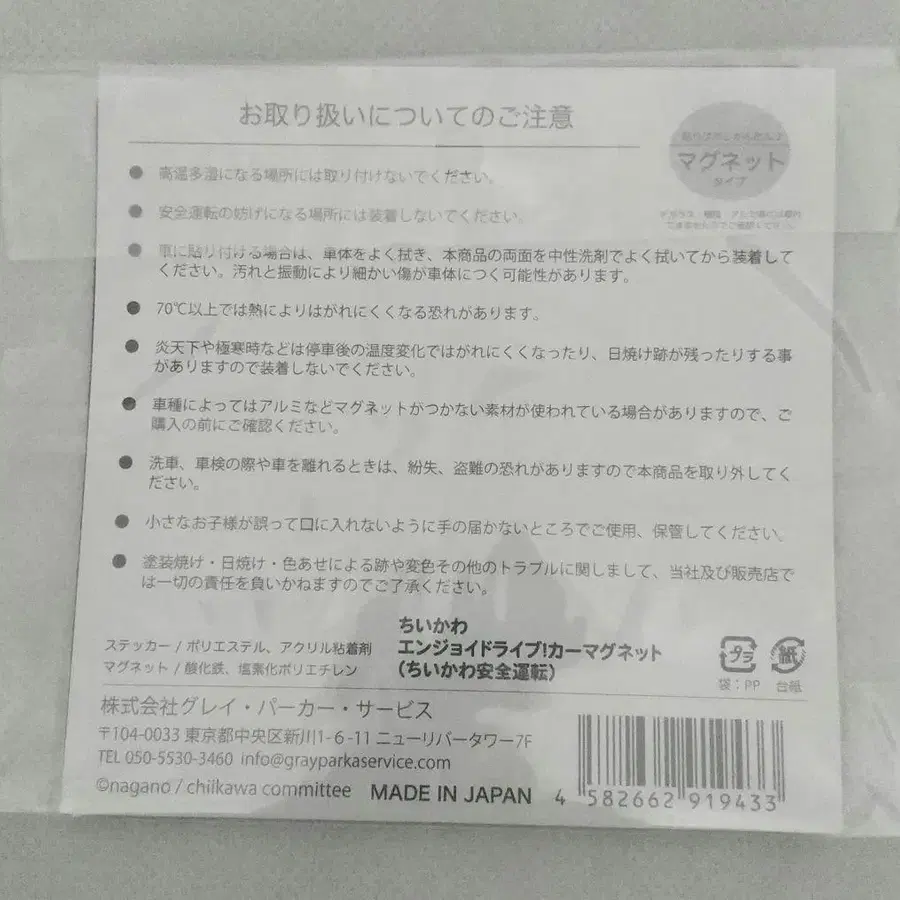 お取り扱いについてのご注意
貼りはがしかんたん♪
マグネット
タイプ
● 高温多湿になる場所には取り付けないでください。
● 安全運転の妨げになる場所には装着しないでください。
● 車に貼り付ける場合は、車体をよく拭き、本商品の両面を中性洗剤でよく拭いてから装着して
ください。汚れと振動により細かい傷が車体につく可能性があります。
● 70℃以上では熱によりはがれにくくなる恐れがあります。
● 炎天下や極寒時などは停車後の温度変化ではがれにくくなったり、日焼け跡が残ったりする事
がありますので装着しないでください。
● 車種によってはアルミなどマグネットがつかない素材が使われている場合がありますので、ご
購入の前にご確認ください。
● 洗車、車検の際や車を離れるときは、紛失、盗難の恐れがありますので本商品を取り外してく
ださい。
● 小さなお子様が誤って口に入れないように手の届かないところでご使用、保管してください。
● 塗装焼け・日焼け・色あせによる跡や変色その他のトラブルに関しまして、当社及び販売店で
は一切の責任を負いかねますのでご了承ください。
ステッカー / ポリエステル、アクリル粘着剤
マグネット / 酸化鉄、塩素化ポリエチレン
ちいかわ
エンジョイドライブ!カーマグネット
(ちいかわ安全運転)
プラ
袋:PP
紙
台紙
株式会社グレイ・パーカー・サービス
〒104-0033 東京都中央区新川1-6-11 ニューリバータワー7F
TEL 050-5530-3460 info@grayparkaservice.com
©nagano / chiikawa committee MADE IN JAPAN
4 582662 919433